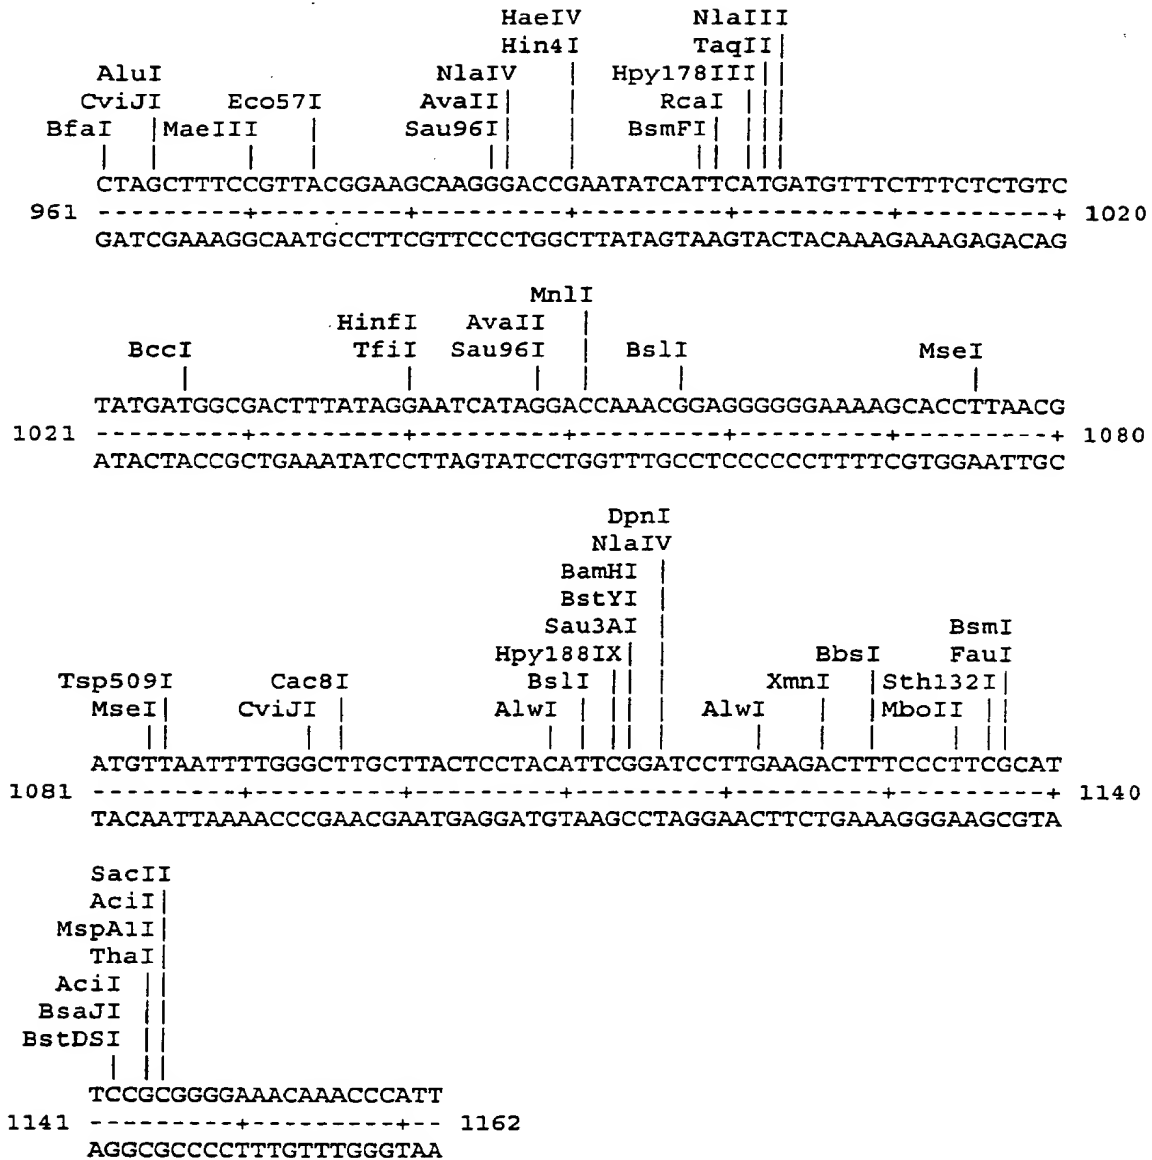 HaeIV NlaIII
Hin4I TaqII
AluI NlaIV Hpy178III
CviJI Eco57I AvaII RcaI
BfaI MaeIII Sau96I BsmFI
CTAGCTTTCCGTTACGGAAGCAAGGGACCGAATATCATTCATGATGTTTCTTTCTCTGTC
961 ---------+---------+---------+---------+---------+---------+ 1020
GATCGAAAGGCAATGCCTTCGTTCCCTGGCTTATAGTAAGTACTACAAAGAAAGAGACAG
MnlI
HinfI AvaII
BccI TfiI Sau96I BslI MseI
TATGATGGCGACTTTATAGGAATCATAGGACCAAACGGAGGGGGGAAAAGCACCTTAACG
1021 ---------+---------+---------+---------+---------+---------+ 1080
ATACTACCGCTGAAATATCCTTAGTATCCTGGTTTGCCTCCCCCCTTTTCGTGGAATTGC
DpnI
NlaIV
BamHI
BstYI
Sau3AI BsmI
Hpy188IX BbsI FauI
Tsp509I Cac8I BslI XmnI Sth132I
MseI CviJI AlwI AlwI MboII
ATGTTAATTTTGGGCTTGCTTACTCCTACATTCGGATCCTTGAAGACTTTCCCTTCGCAT
1081 ---------+---------+---------+---------+---------+---------+ 1140
TACAATTAAAACCCGAACGAATGAGGATGTAAGCCTAGGAACTTCTGAAAGGGAAGCGTA
SacII
AciI
MspA1I
ThaI
AciI
BsaJI
BstDSI
TCCGCGGGGAAACAAACCCATT
1141 ---------+---------+-- 1162
AGGCGCCCCTTTGTTTGGGTAA